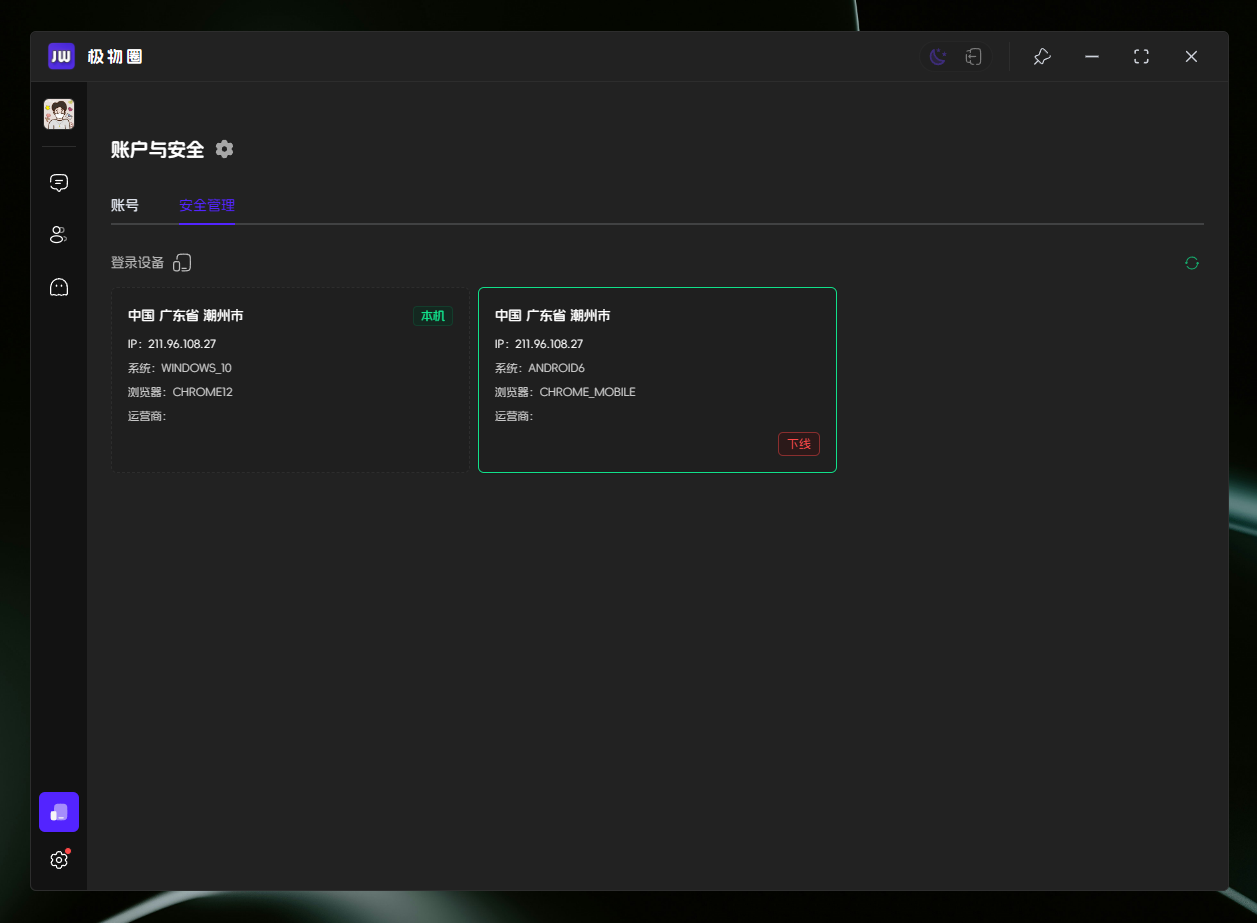 JW 极物圈
账户与安全
账号 安全管理
登录设备
中国 广东省 潮州市 本机
IP: 211.96.108.27
系统: WINDOWS_10
浏览器: CHROME12
运营商:
中国 广东省 潮州市
IP: 211.96.108.27
系统: ANDROID6
浏览器: CHROME_MOBILE
运营商:
下线